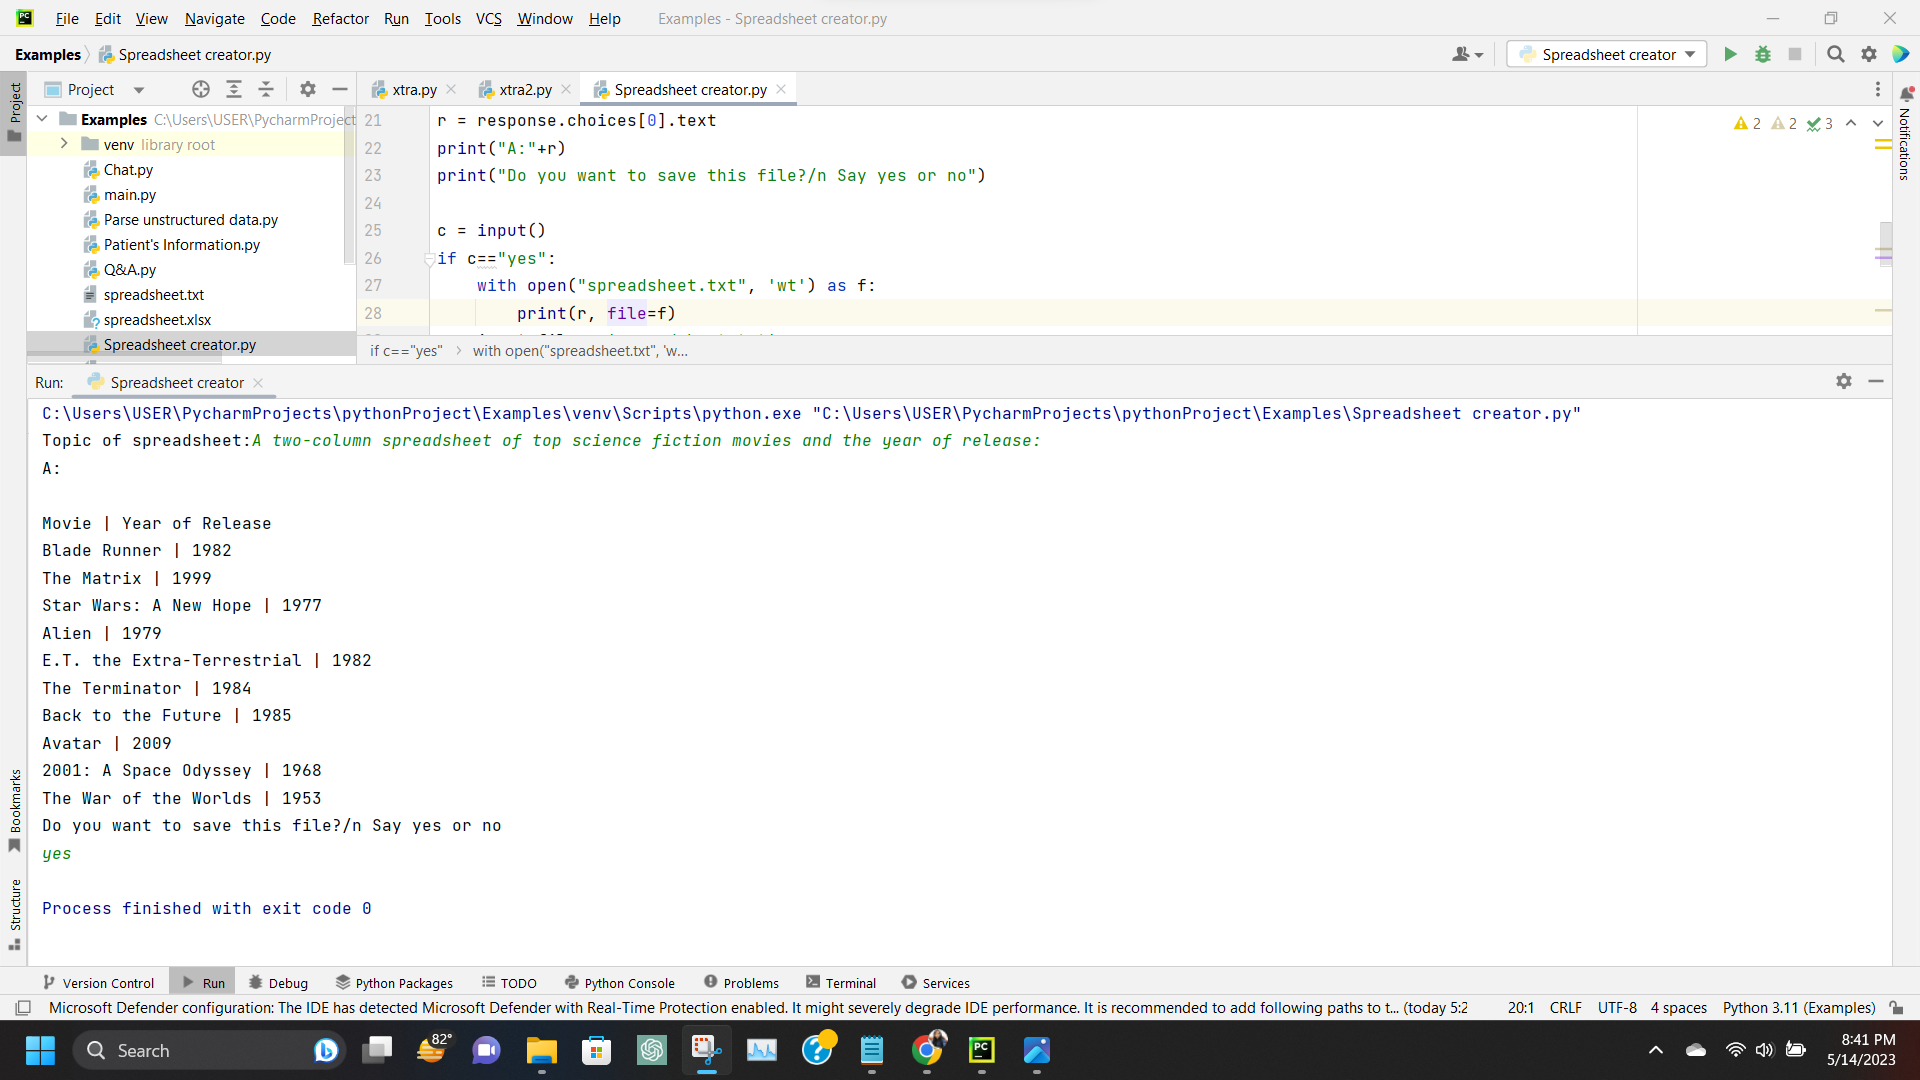 File Edit View Navigate Code Refactor Run Tools VCS Window Help Examples - Spreadsheet creator.py
Examples Spreadsheet creator.py
Spreadsheet creator
Project
xtra.py
xtra2.py
Spreadsheet creator.py
Project
Notifications
Examples C:\Users\USER\PycharmProject
venv library root
Chat.py
main.py
Parse unstructured data.py
Patient's Information.py
Q&A.py
spreadsheet.txt
spreadsheet.xlsx
Spreadsheet creator.py
21 r = response.choices[0].text
22 print("A:"+r)
23 print("Do you want to save this file?/n Say yes or no")
24
25 c = input()
26 if c=="yes":
27 with open("spreadsheet.txt", 'wt') as f:
28 print(r, file=f)
2 2 3
if c=="yes" > with open("spreadsheet.txt", 'w...
Run: Spreadsheet creator
C:\Users\USER\PycharmProjects\pythonProject\Examples\venv\Scripts\python.exe "C:\Users\USER\PycharmProjects\pythonProject\Examples\Spreadsheet creator.py"
Topic of spreadsheet:A two-column spreadsheet of top science fiction movies and the year of release:
A:
Movie | Year of Release
Blade Runner | 1982
The Matrix | 1999
Star Wars: A New Hope | 1977
Alien | 1979
E.T. the Extra-Terrestrial | 1982
The Terminator | 1984
Back to the Future | 1985
Avatar | 2009
2001: A Space Odyssey | 1968
The War of the Worlds | 1953
Do you want to save this file?/n Say yes or no
yes
Process finished with exit code 0
Bookmarks
Structure
Version Control Run Debug Python Packages TODO Python Console Problems Terminal Services
Microsoft Defender configuration: The IDE has detected Microsoft Defender with Real-Time Protection enabled. It might severely degrade IDE performance. It is recommended to add following paths to t... (today 5:2 20:1 CRLF UTF-8 4 spaces Python 3.11 (Examples)
Search
82°
8:41 PM
5/14/2023